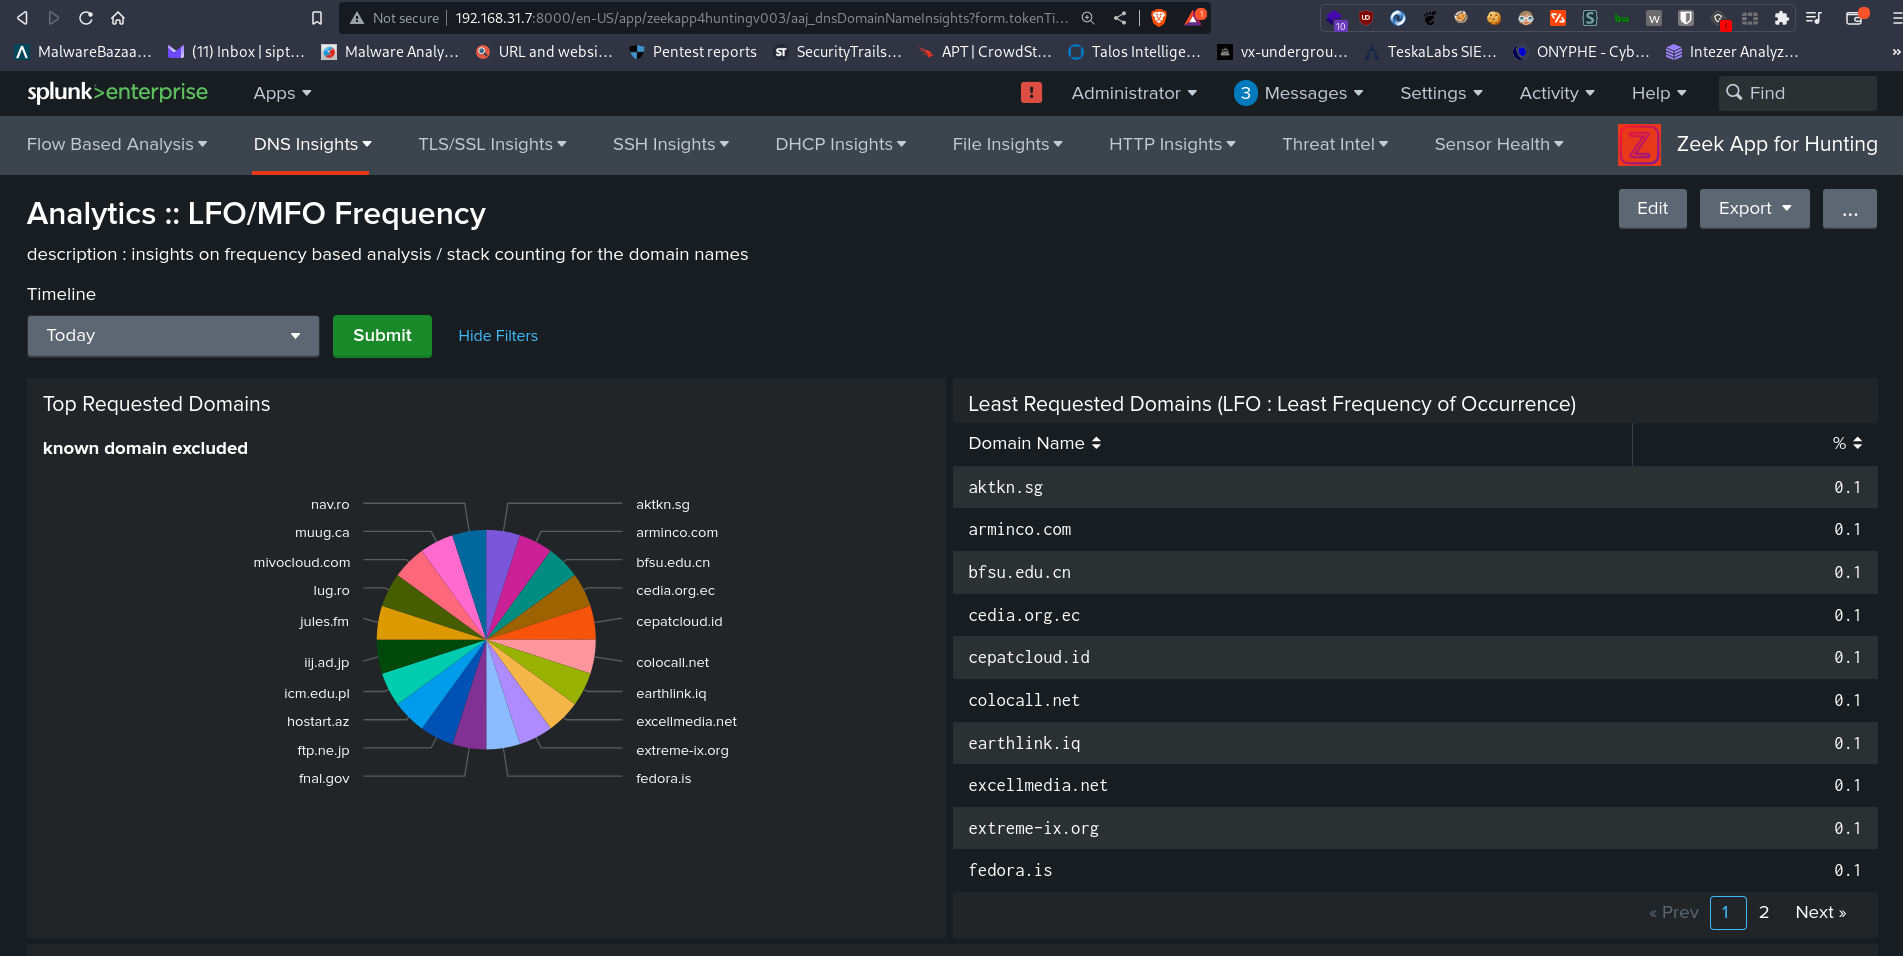 Not secure 192.168.31.7:8000/en-US/app/zeekapp4huntingv003/aaj_dnsDomainNameInsights?form.tokenTi...
10
1
MalwareBazaa... (11) Inbox | sipt... Malware Analy... URL and websi... Pentest reports SecurityTrails... APT | CrowdSt... Talos Intellige... vx-undergrou... TeskaLabs SIE... ONYPHE - Cyb... Intezer Analyz... »
splunk>enterprise Apps ! Administrator 3 Messages Settings Activity Help Find
Flow Based Analysis DNS Insights TLS/SSL Insights SSH Insights DHCP Insights File Insights HTTP Insights Threat Intel Sensor Health Z Zeek App for Hunting
Analytics :: LFO/MFO Frequency
Edit Export ...
description : insights on frequency based analysis / stack counting for the domain names
Timeline
Today Submit Hide Filters
Top Requested Domains
known domain excluded
nav.ro
muug.ca
mivocloud.com
lug.ro
jules.fm
iij.ad.jp
icm.edu.pl
hostart.az
ftp.ne.jp
fnal.gov
aktkn.sg
arminco.com
bfsu.edu.cn
cedia.org.ec
cepatcloud.id
colocall.net
earthlink.iq
excellmedia.net
extreme-ix.org
fedora.is
Least Requested Domains (LFO : Least Frequency of Occurrence)
Domain Name %
aktkn.sg 0.1
arminco.com 0.1
bfsu.edu.cn 0.1
cedia.org.ec 0.1
cepatcloud.id 0.1
colocall.net 0.1
earthlink.iq 0.1
excellmedia.net 0.1
extreme-ix.org 0.1
fedora.is 0.1
« Prev 1 2 Next »